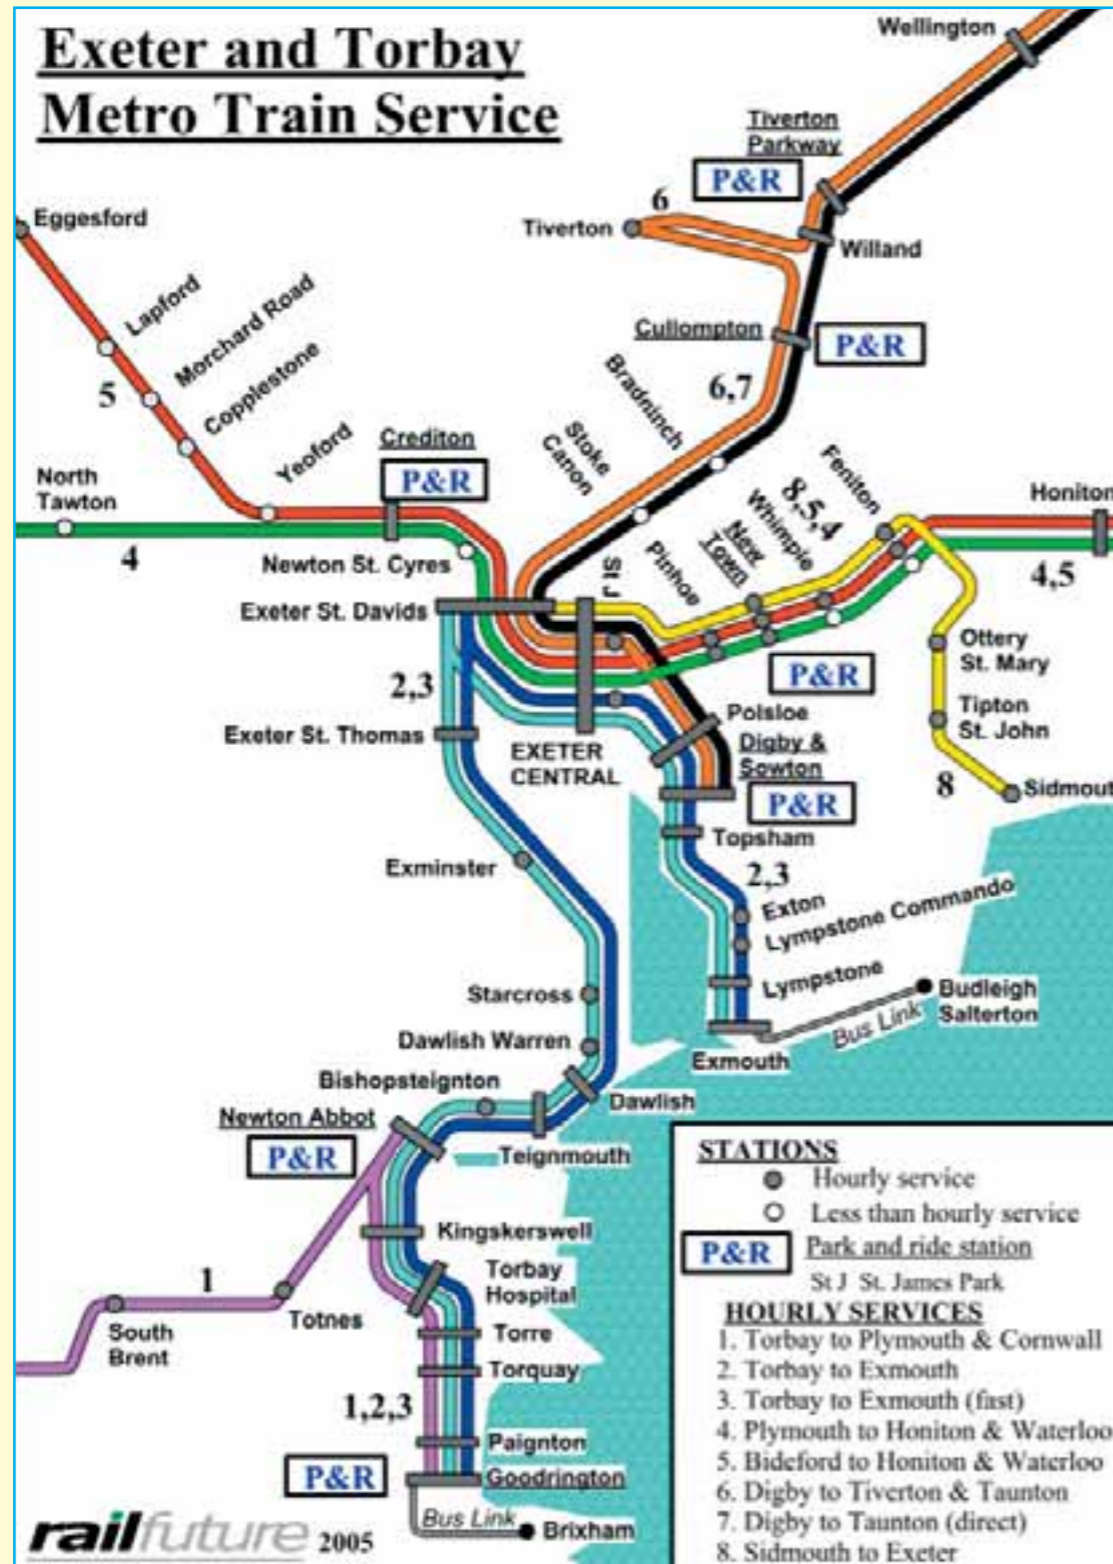 Exeter and Torbay
Metro Train Service
Wellington
Tiverton
Parkway
P&R
6
Tiverton
Willand
Eggesford
Lapford
Morchard Road
Copplestone
5
Yeoford
Cullompton
P&R
6,7
Bradninch
Stoke
Canon
Crediton
P&R
North
Tawton
4
Newton St. Cyres
Exeter St. Davids
St J
Pinhoe
New
Town
Whimple
8,5,4
Feniton
Honiton
4,5
P&R
Ottery
St. Mary
Tipton
St. John
8
Sidmout
2,3
Exeter St. Thomas
EXETER
CENTRAL
Polsloe
Digby &
Sowton
P&R
Topsham
2,3
Exminster
Exton
Lympstone Commando
Lympstone
Starcross
Budleigh
Salterton
Bus Link
Dawlish Warren
Exmouth
Bishopsteignton
Dawlish
Newton Abbot
P&R
Teignmouth
Kingskerswell
1
Torbay
Hospital
Totnes
South
Brent
Torre
Torquay
1,2,3
Paignton
P&R
Goodrington
Bus Link
Brixham
STATIONS
Hourly service
Less than hourly service
P&R Park and ride station
St J St. James Park
HOURLY SERVICES
1. Torbay to Plymouth & Cornwall
2. Torbay to Exmouth
3. Torbay to Exmouth (fast)
4. Plymouth to Honiton & Waterloo
5. Bideford to Honiton & Waterloo
6. Digby to Tiverton & Taunton
7. Digby to Taunton (direct)
8. Sidmouth to Exeter
railfuture 2005